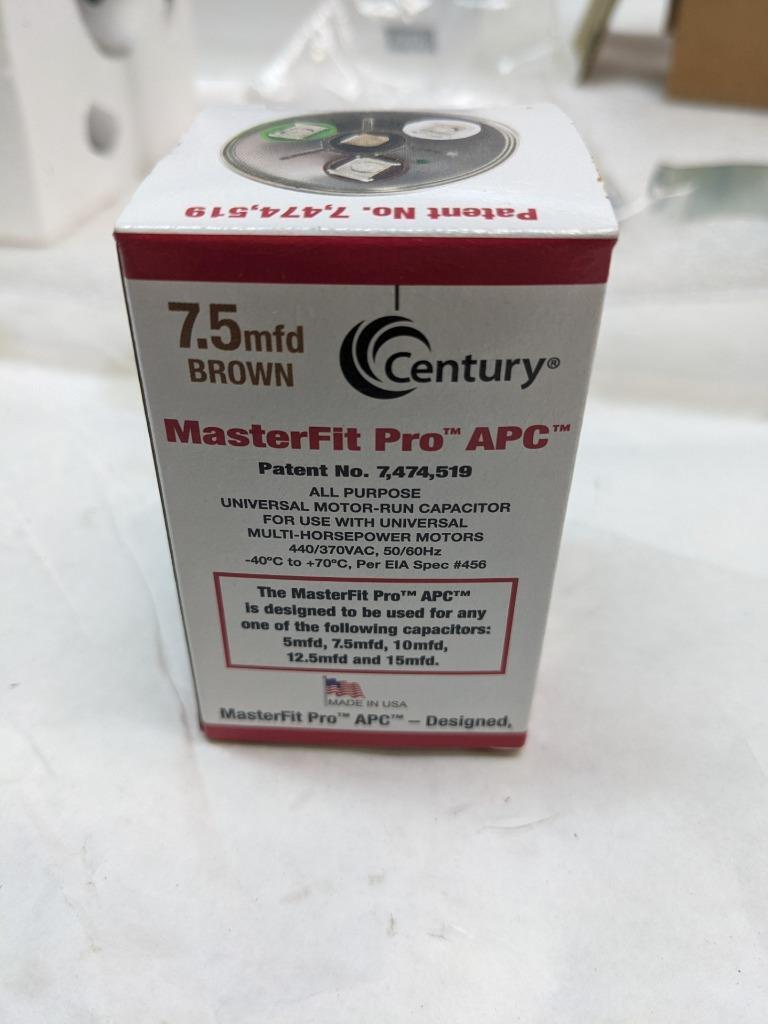 Patent No. 7,474,519
7.5mfd
BROWN
Century®
MasterFit Pro™ APC™
Patent No. 7,474,519
ALL PURPOSE
UNIVERSAL MOTOR-RUN CAPACITOR
FOR USE WITH UNIVERSAL
MULTI-HORSEPOWER MOTORS
440/370VAC, 50/60Hz
-40ºC to +70ºC, Per EIA Spec #456
The MasterFit Pro™ APC™
is designed to be used for any
one of the following capacitors:
5mfd, 7.5mfd, 10mfd,
12.5mfd and 15mfd.
MADE IN USA
MasterFit Pro™ APC™ – Designed,